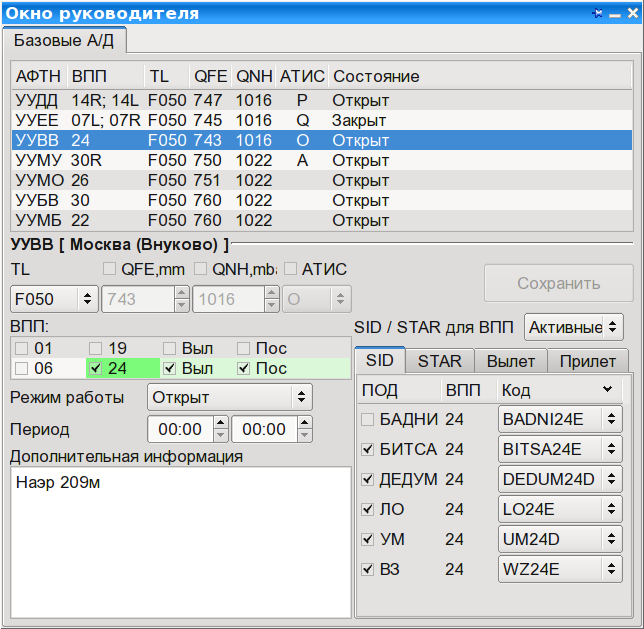 Окно руководителя
Базовые А/Д
АФТН ВПП TL QFE QNH АТИС Состояние
УУДД 14R; 14L F050 747 1016 P Открыт
УУЕЕ 07L; 07R F050 745 1016 Q Закрыт
УУВВ 24 F050 743 1016 O Открыт
УУМУ 30R F050 750 1022 A Открыт
УУМО 26 F050 751 1022 Открыт
УУБВ 30 F050 760 1022 Открыт
УУМБ 22 F050 760 1022 Открыт
УУВВ [ Москва (Внуково) ]
TL QFE,mm QNH,mba АТИС
F050 743 1016 O Сохранить
ВПП: SID / STAR для ВПП Активные
01 19 Выл Пос
06 24 Выл Пос
SID STAR Вылет Прилет
Режим работы Открыт
ПОД ВПП Код
Период 00:00 00:00
БАДНИ 24 BADNI24E
БИТСА 24 BITSA24E
Дополнительная информация
Наэр 209м
ДЕДУМ 24 DEDUM24D
ЛО 24 LO24E
УМ 24 UM24D
ВЗ 24 WZ24E